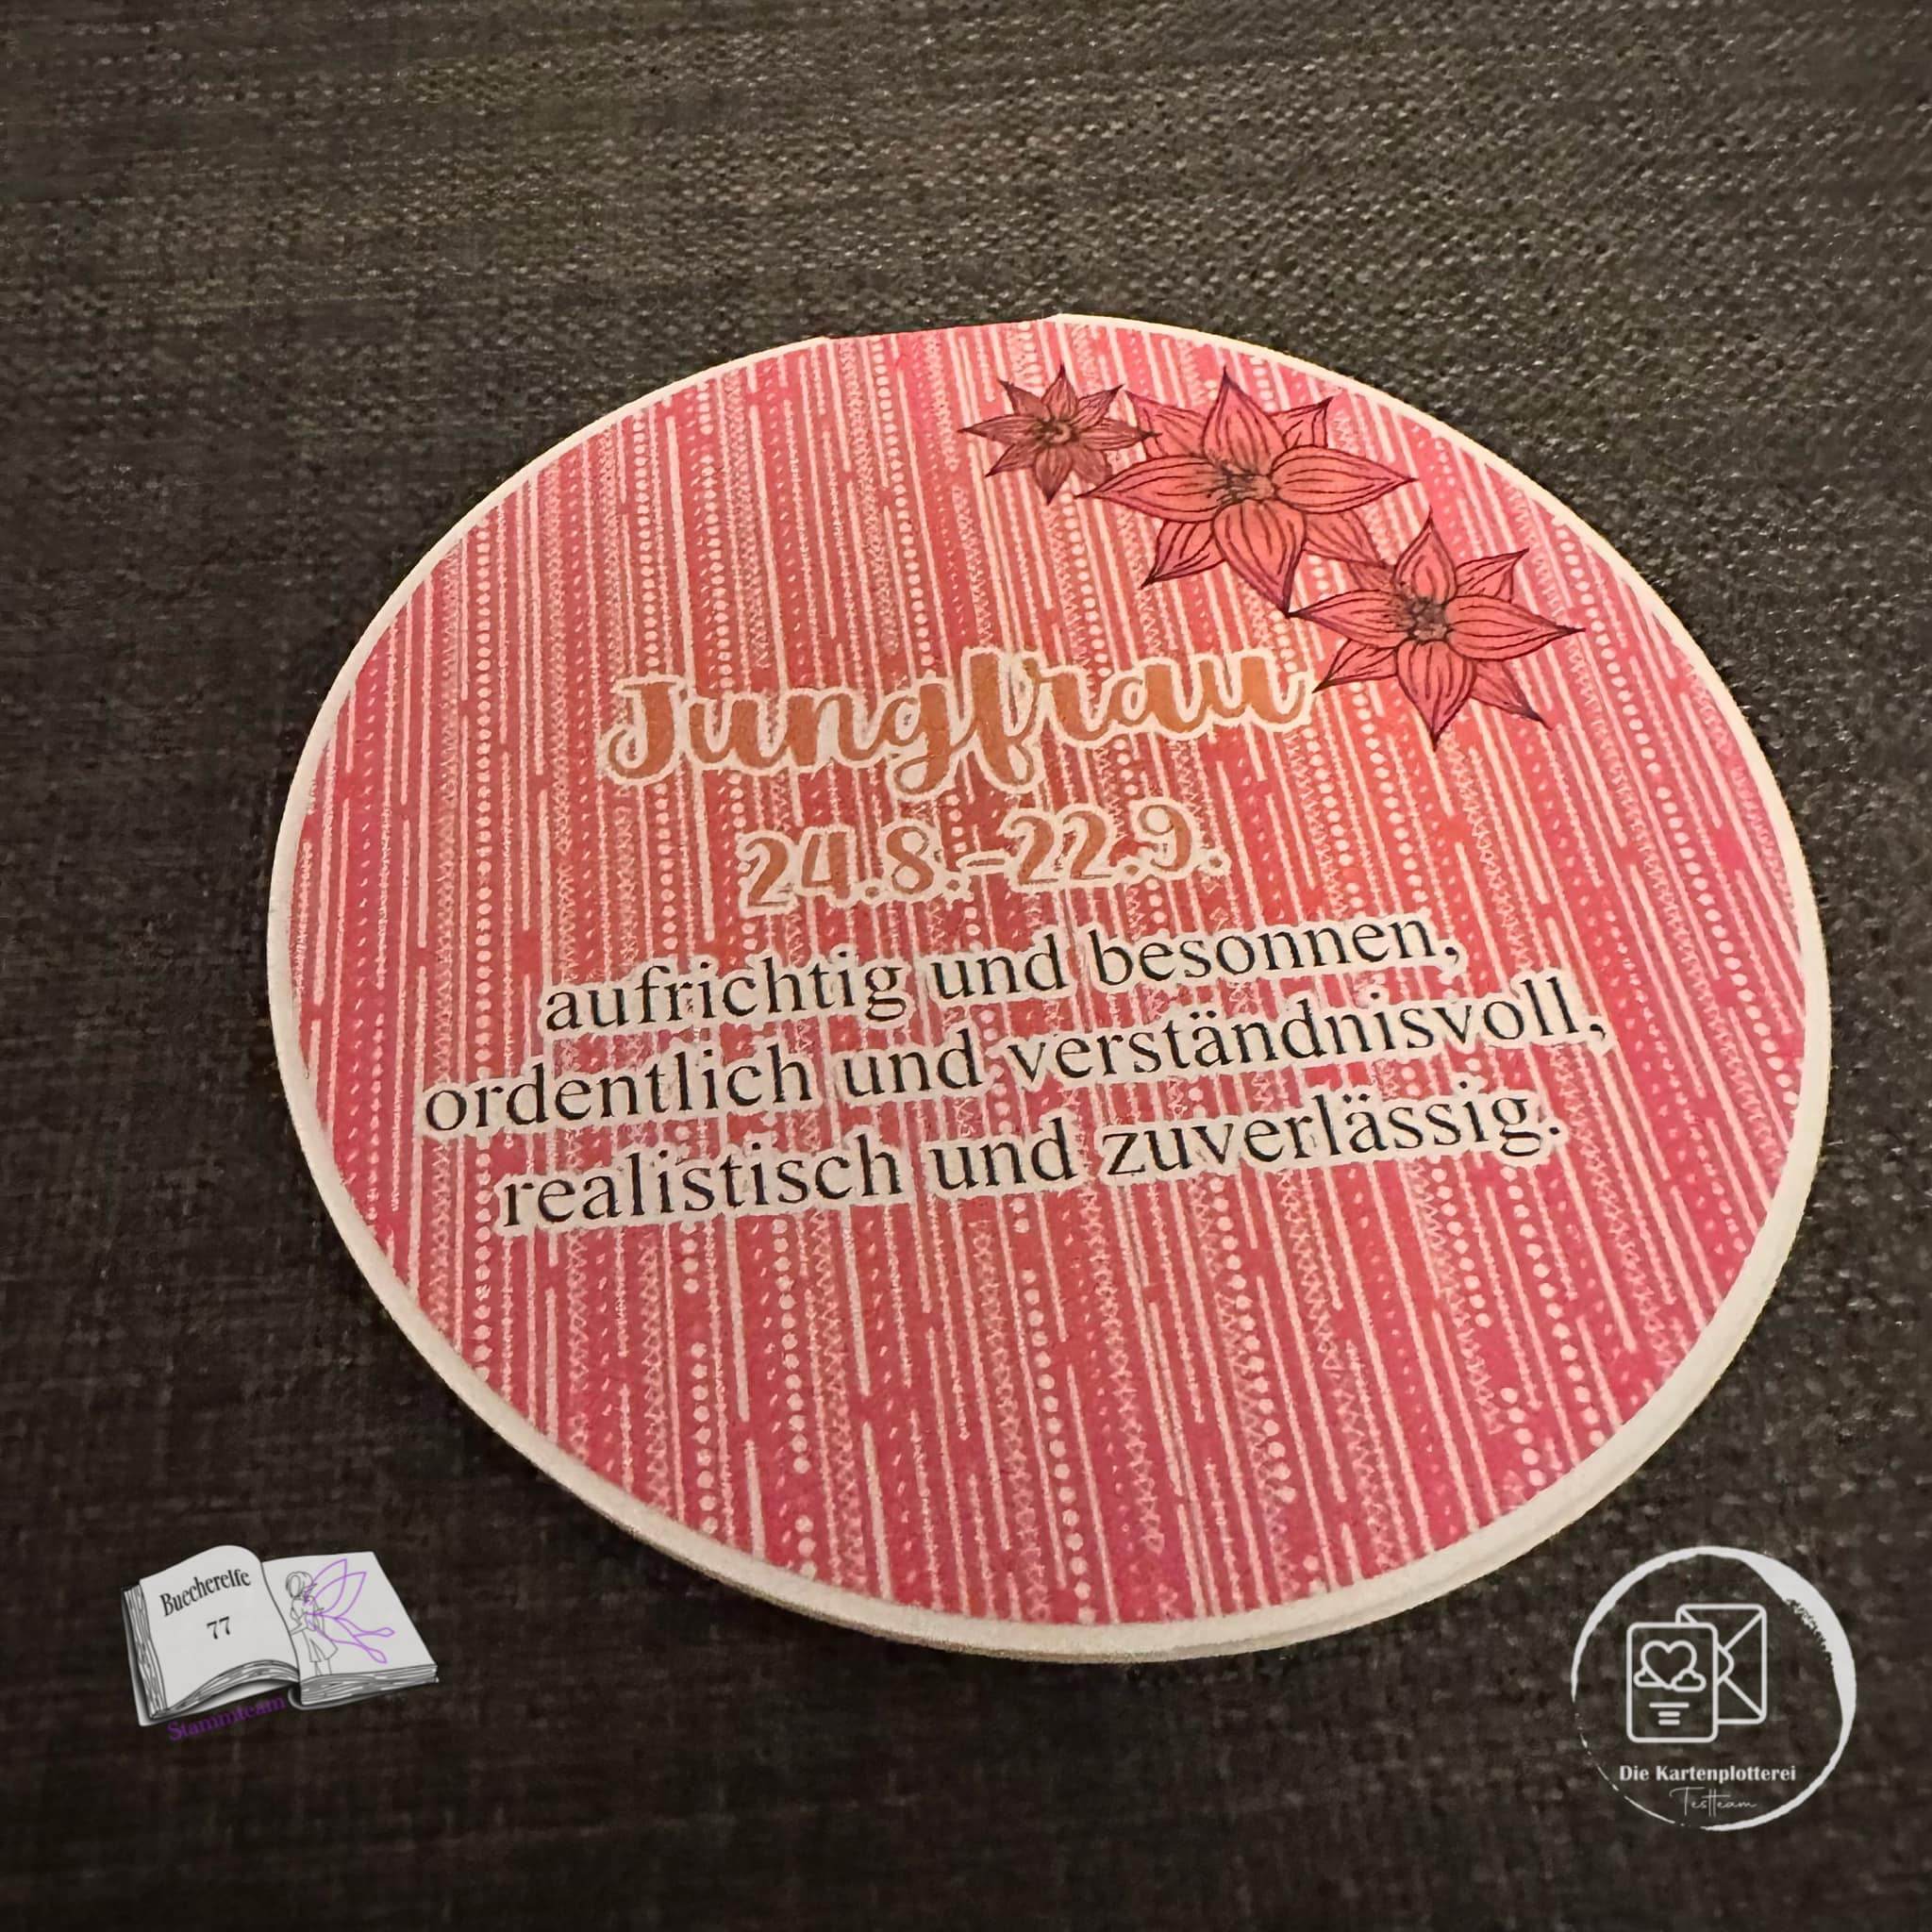 Jungfrau
24.8.-22.9.
aufrichtig und besonnen,
ordentlich und verständnisvoll,
realistisch und zuverlässig.
Buecherelfe
77
Stammteam
Die Kartenplotterei
Testteam